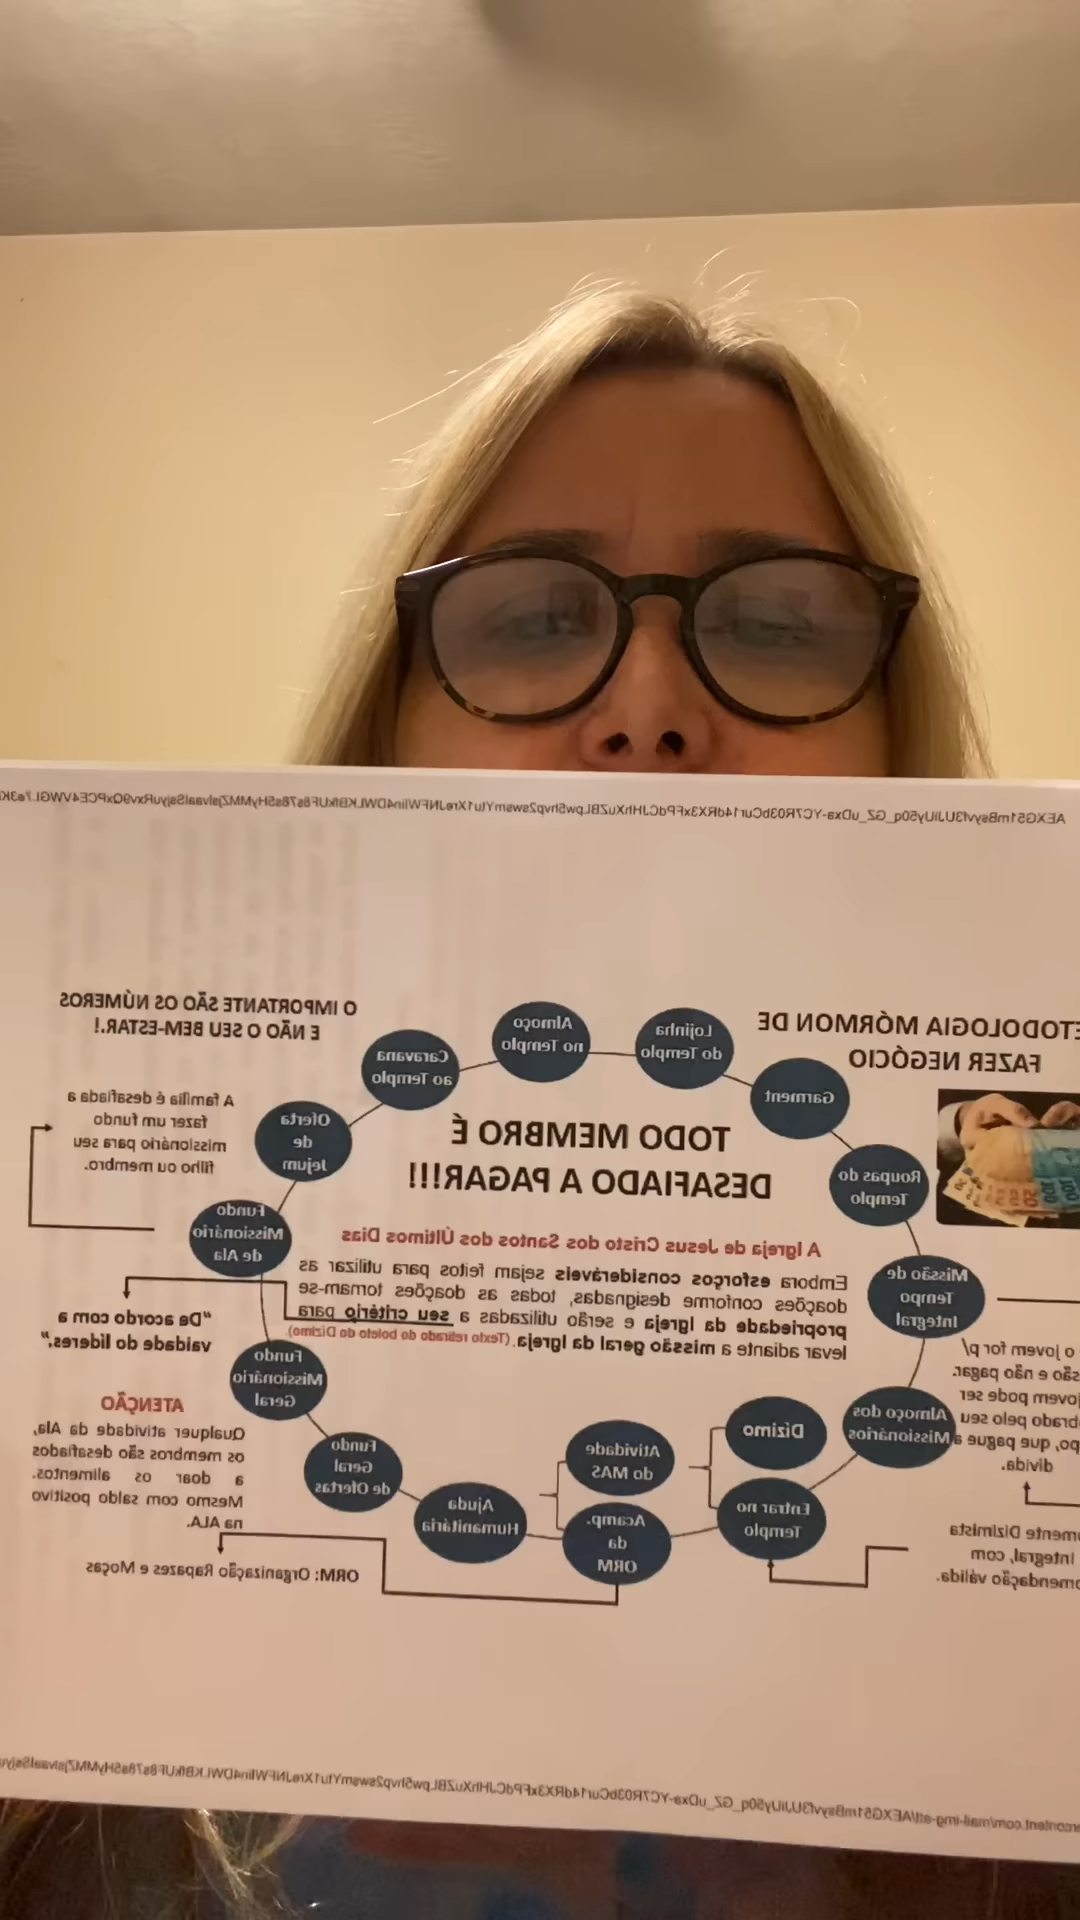 METODOLOGIA MÓRMON DE
FAZER NEGÓCIO
O IMPORTANTE SÃO OS NÚMEROS
E NÃO O SEU BEM-ESTAR.!
Garment
Lojinha
do Templo
Almoço
no Templo
Caravana
ao Templo
Oferta
de
Jejum
Fundo
Missionário
de Ala
Fundo
Missionário
Geral
Fundo
Geral
de Ofertas
Ajuda
Humanitária
Acamp.
da
ORM
Atividade
do MAS
Entrar no
Templo
Dízimo
Almoço dos
Missionários
Missão de
Tempo
Integral
Roupas do
Templo
TODO MEMBRO É
DESAFIADO A PAGAR!!!
A Igreja de Jesus Cristo dos Santos dos Últimos Dias
Embora esforços consideráveis sejam feitos para utilizar as
doações conforme designadas, todas as doações tornam-se
propriedade da Igreja e serão utilizadas a seu critério para
levar adiante a missão geral da Igreja. (Texto retirado do boleto do Dízimo).
o jovem for p/
e não pagar.
jovem pode ser
pelo seu
que pague a
dívida.
Dizimista
integral, com
válida.
A família é desafiada a
fazer um fundo
missionário para seu
filho ou membro.
"De acordo com a
vaidade do líderes,"
ATENÇÃO
Qualquer atividade da Ala,
os membros são desafiados
a doar os alimentos.
Mesmo com saldo positivo
na ALA.
ORM: Organização Rapazes e Moças